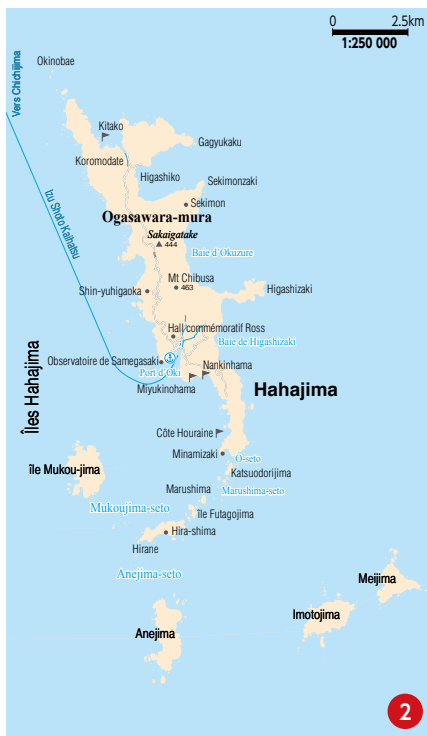 0 2.5km
1:250 000
Okinobae
Vers Chichijima
Kitako
Gagyukaku
Koromodate
Higashiko
Sekimonzaki
Izu Shoto Kaihatsu
Sekimon
Ogasawara-mura
Sakaigatake
444
Baie d'Okuzure
Mt Chibusa
463
Shin-yuhigaoka
Higashizaki
Hall commémoratif Ross
Baie de Higashizaki
Îles Hahajima
Observatoire de Samegasaki
Nankinhama
Port d'Oki
Miyukinohama
Hahajima
Côte Houraine
Minamizaki
O-seto
île Mukou-jima
Katsuodorijima
Marushima
Marushima-seto
Mukoujima-seto
île Futagojima
Hira-shima
Hirane
Anejima-seto
Meijima
Imotojima
Anejima
2